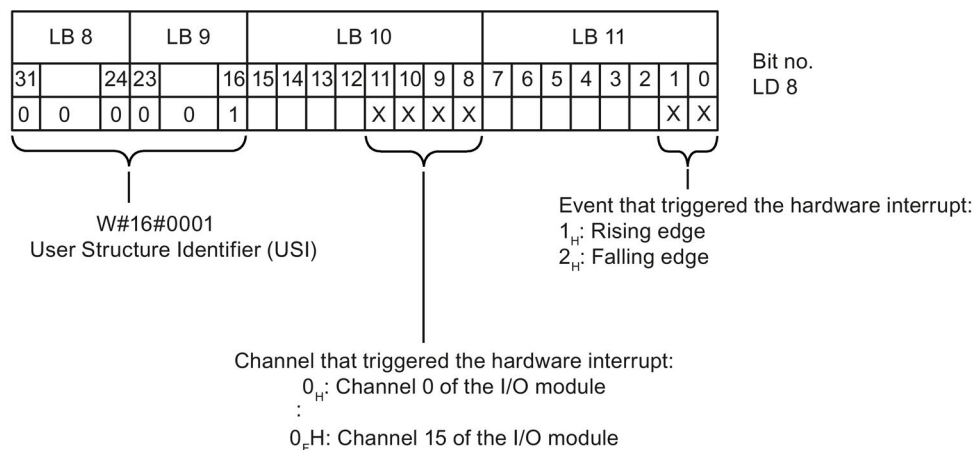 LB 8 LB 9 LB 10 LB 11
31 24 23 16 15 14 13 12 11 10 9 8 7 6 5 4 3 2 1 0
0 0 0 0 0 1 X X X X X X
Bit no.
LD 8
W#16#0001
User Structure Identifier (USI)
Event that triggered the hardware interrupt:
1H: Rising edge
2H: Falling edge
Channel that triggered the hardware interrupt:
0H: Channel 0 of the I/O module
:
0FH: Channel 15 of the I/O module